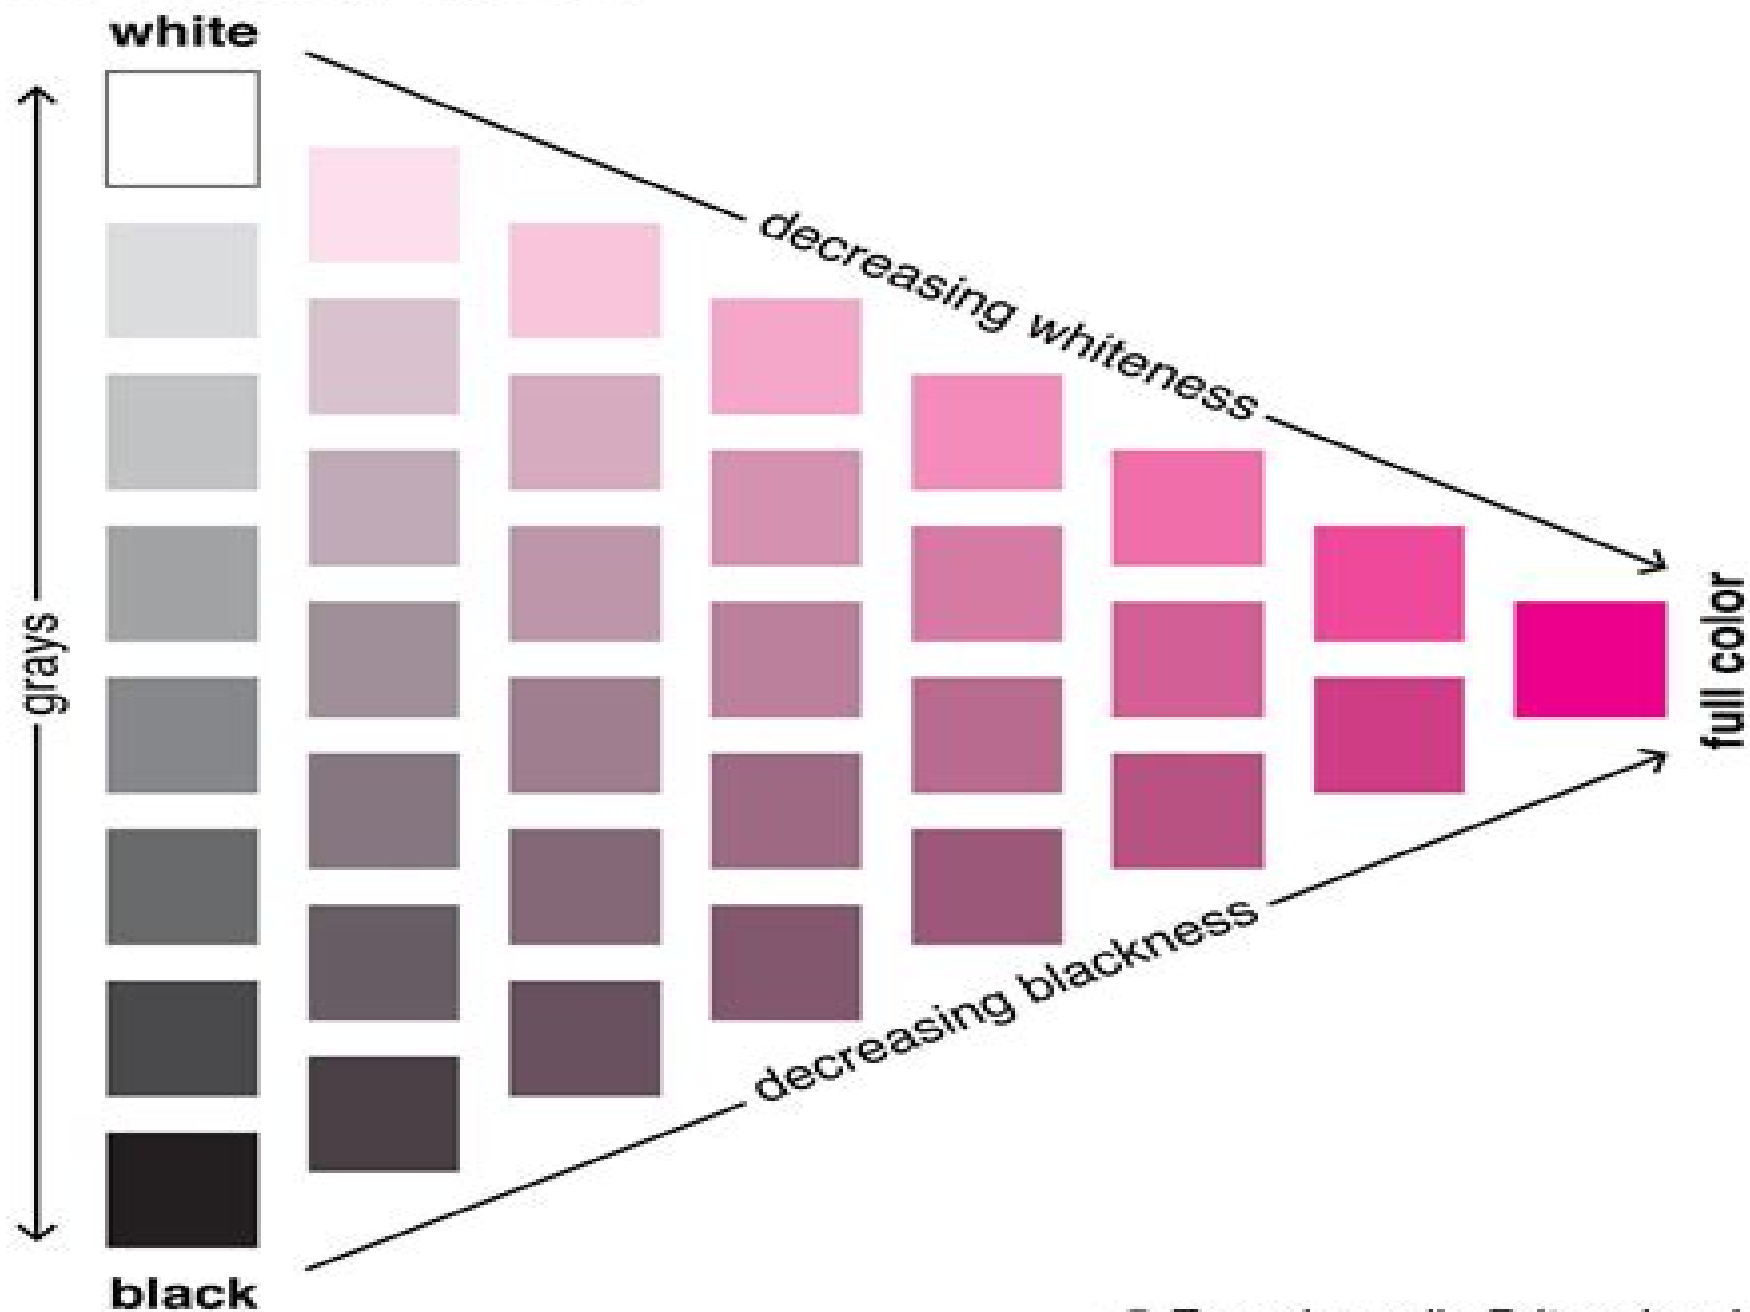 white
decreasing whiteness
grays
full color
decreasing blackness
black